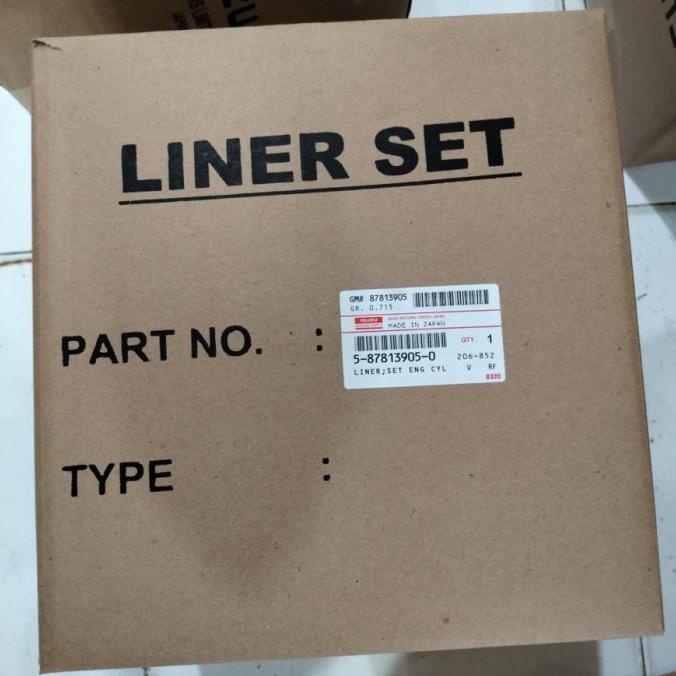 LINER SET
PART NO. :
GM# 87813905
GR. 0.715
ISUZU
MADE IN JAPAN
QTY. 1
5-87813905-0 206-852
LINER;SET ENG CYL V RF
8320
TYPE :